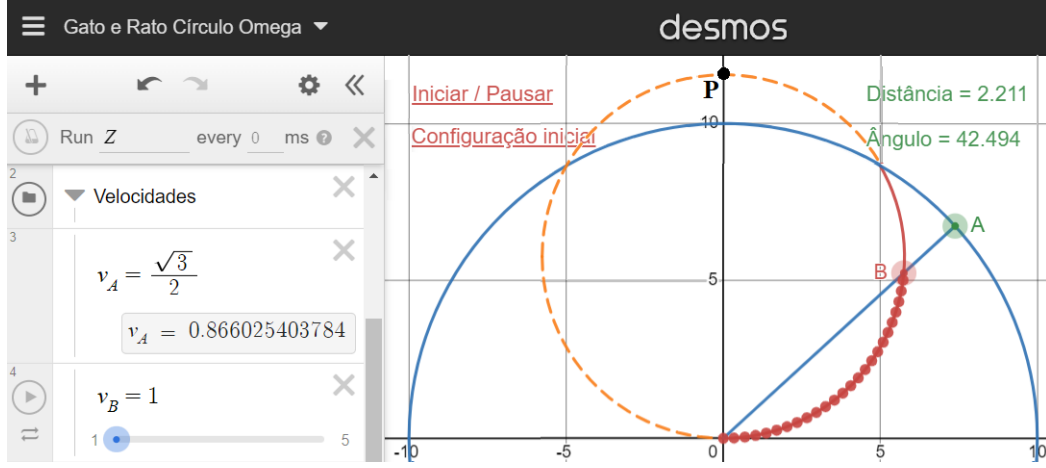 Gato e Rato Círculo Omega
desmos
Run Z every 0 ms
2
Velocidades
3
v_A = √3/2
v_A = 0.866025403784
4
v_B = 1
1 5
Iniciar / Pausar
Configuração inicial
Distância = 2.211
Ângulo = 42.494
P
10
A
B
5
-10 -5 0 5 10